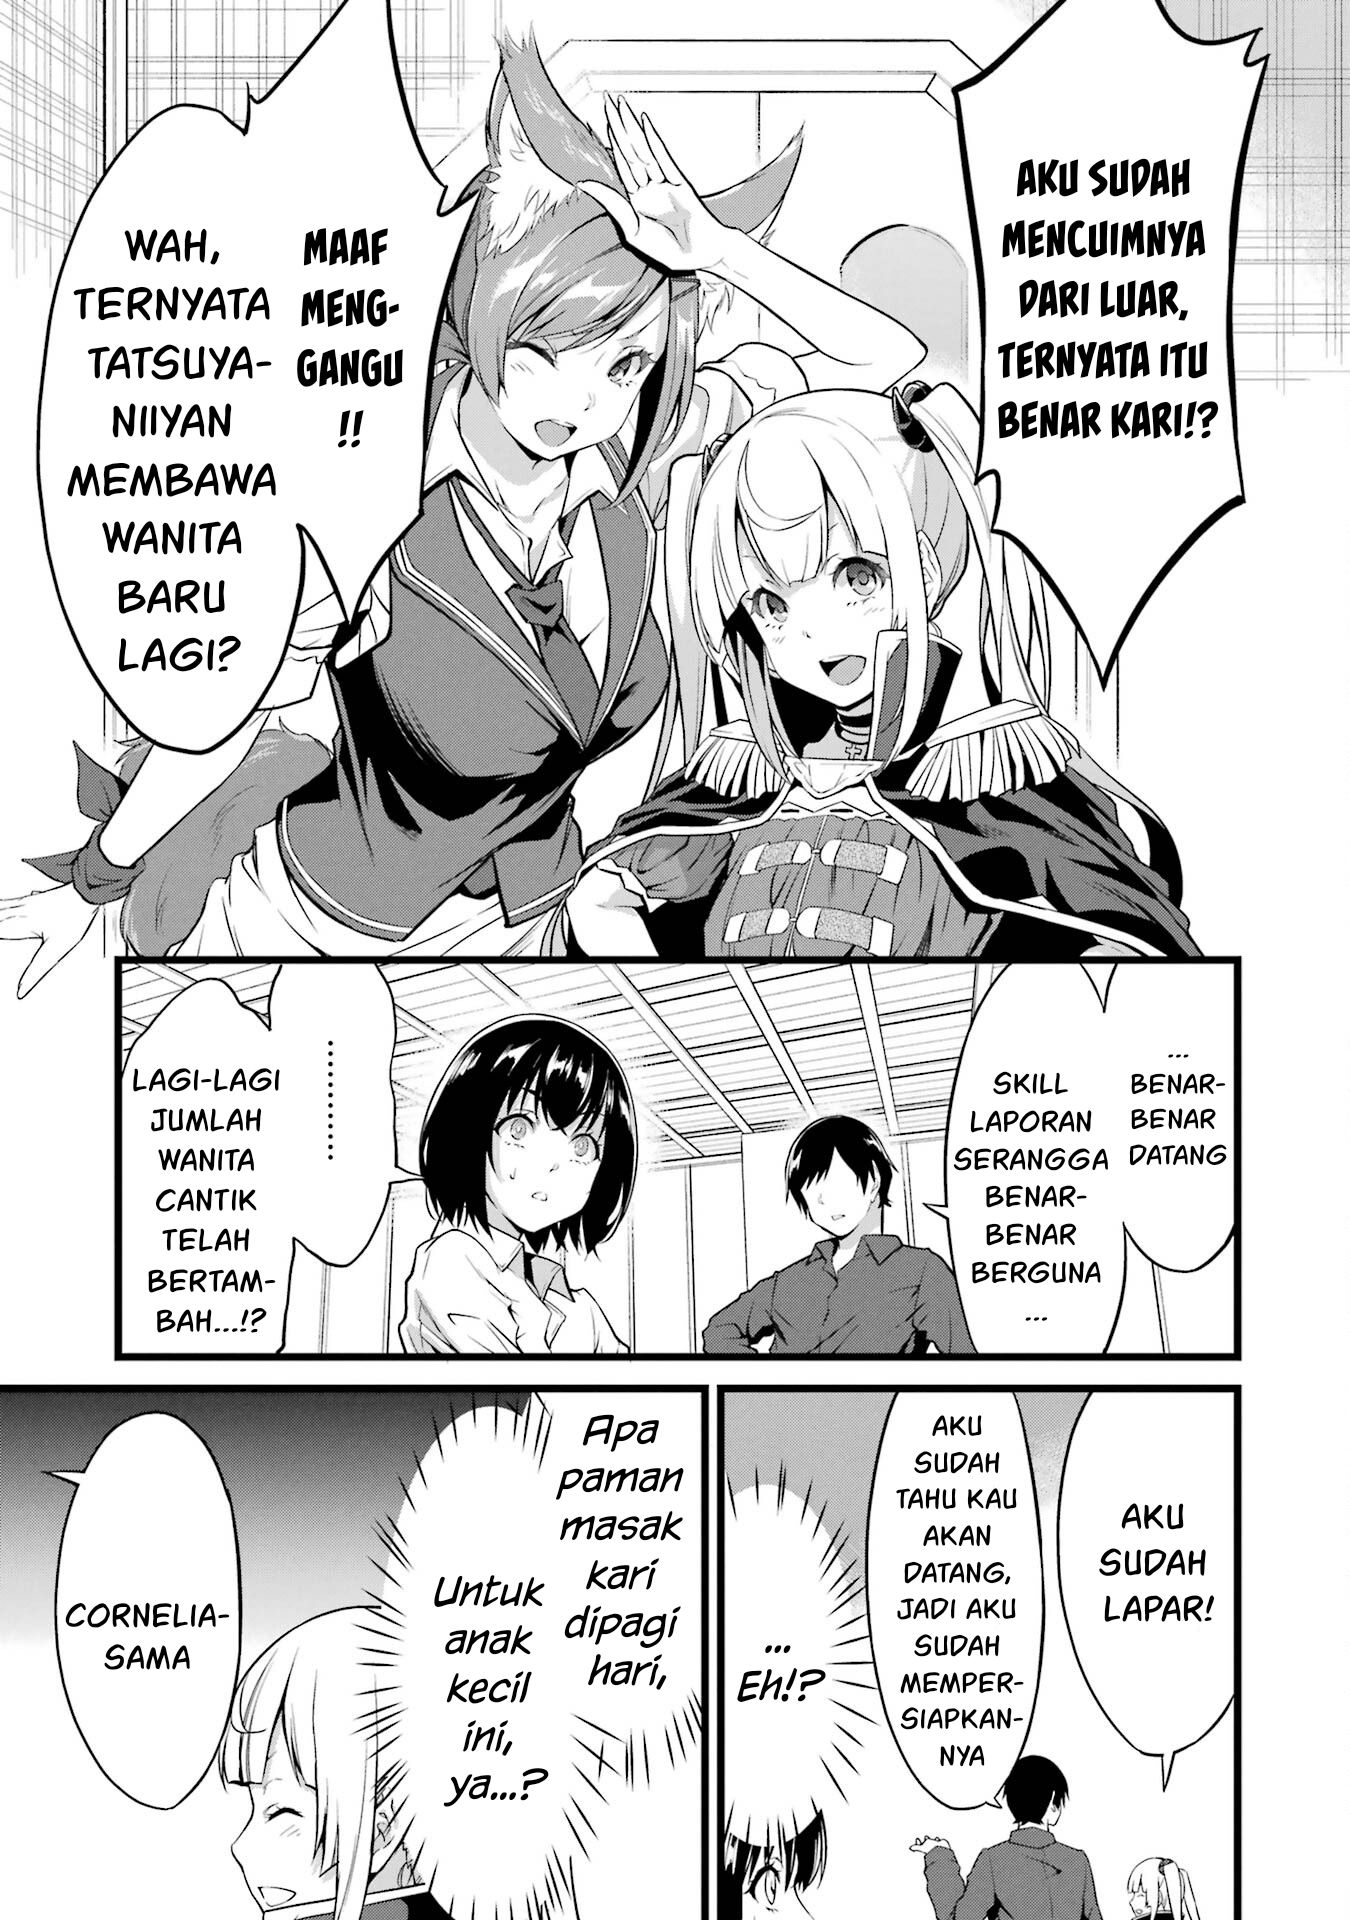 AKU SUDAH
MENCUIMNYA
DARI LUAR,
TERNYATA ITU
BENAR KARI!?
MAAF
MENG-
GANGU
!!
WAH,
TERNYATA
TATSUYA-
NIIYAN
MEMBAWA
WANITA
BARU
LAGI?
...
BENAR-
BENAR
DATANG
SKILL
LAPORAN
SERANGGA
BENAR-
BENAR
BERGUNA
...
.........
LAGI-LAGI
JUMLAH
WANITA
CANTIK
TELAH
BERTAM-
BAH...!?
AKU
SUDAH
LAPAR!
AKU
SUDAH
TAHU KAU
AKAN
DATANG,
JADI AKU
SUDAH
MEMPER-
SIAPKAN-
NYA
...
Eh!?
Apa
paman
masak
kari
dipagi
hari,
Untuk
anak
kecil
ini,
ya...?
CORNELIA-
SAMA